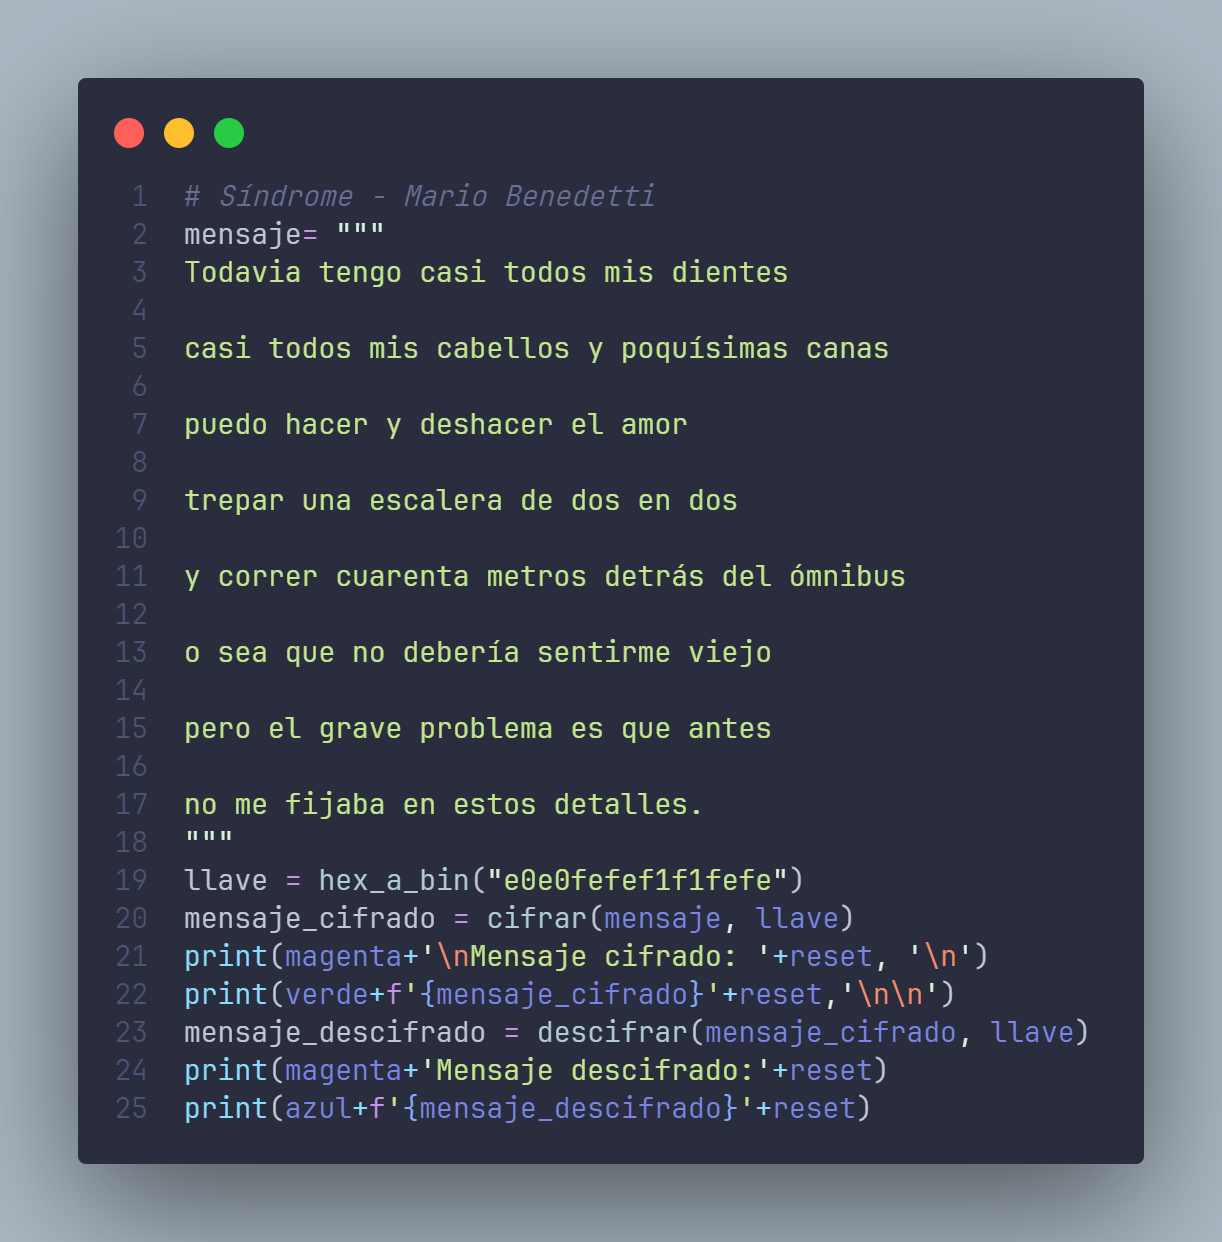 1 # Síndrome - Mario Benedetti
2 mensaje= """
3 Todavia tengo casi todos mis dientes
4
5 casi todos mis cabellos y poquísimas canas
6
7 puedo hacer y deshacer el amor
8
9 trepar una escalera de dos en dos
10
11 y correr cuarenta metros detrás del ómnibus
12
13 o sea que no debería sentirme viejo
14
15 pero el grave problema es que antes
16
17 no me fijaba en estos detalles.
18 """
19 llave = hex_a_bin("e0e0fefef1f1fefe")
20 mensaje_cifrado = cifrar(mensaje, llave)
21 print(magenta+'\nMensaje cifrado: '+reset, '\n')
22 print(verde+f'{mensaje_cifrado}'+reset,'\n\n')
23 mensaje_descifrado = descifrar(mensaje_cifrado, llave)
24 print(magenta+'Mensaje descifrado:'+reset)
25 print(azul+f'{mensaje_descifrado}'+reset)